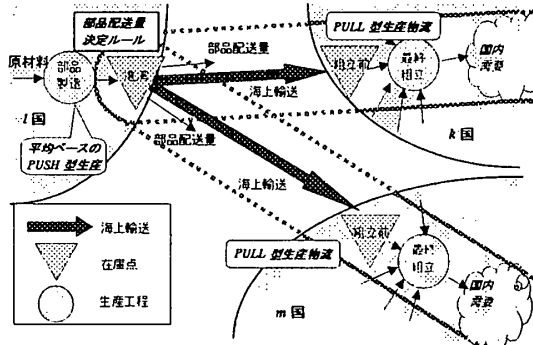 部品配送量
決定ルール
部品配送量
PULL 型生産物流
原材料
部品
製造
組立前
最終
組立
国内
需要
海上輸送
l 国
k 国
部品配送量
平均ベースの
PUSH 型生産
海上輸送
海上輸送
在庫点
生産工程
PULL 型生産物流
組立前
最終
組立
国内
需要
m 国